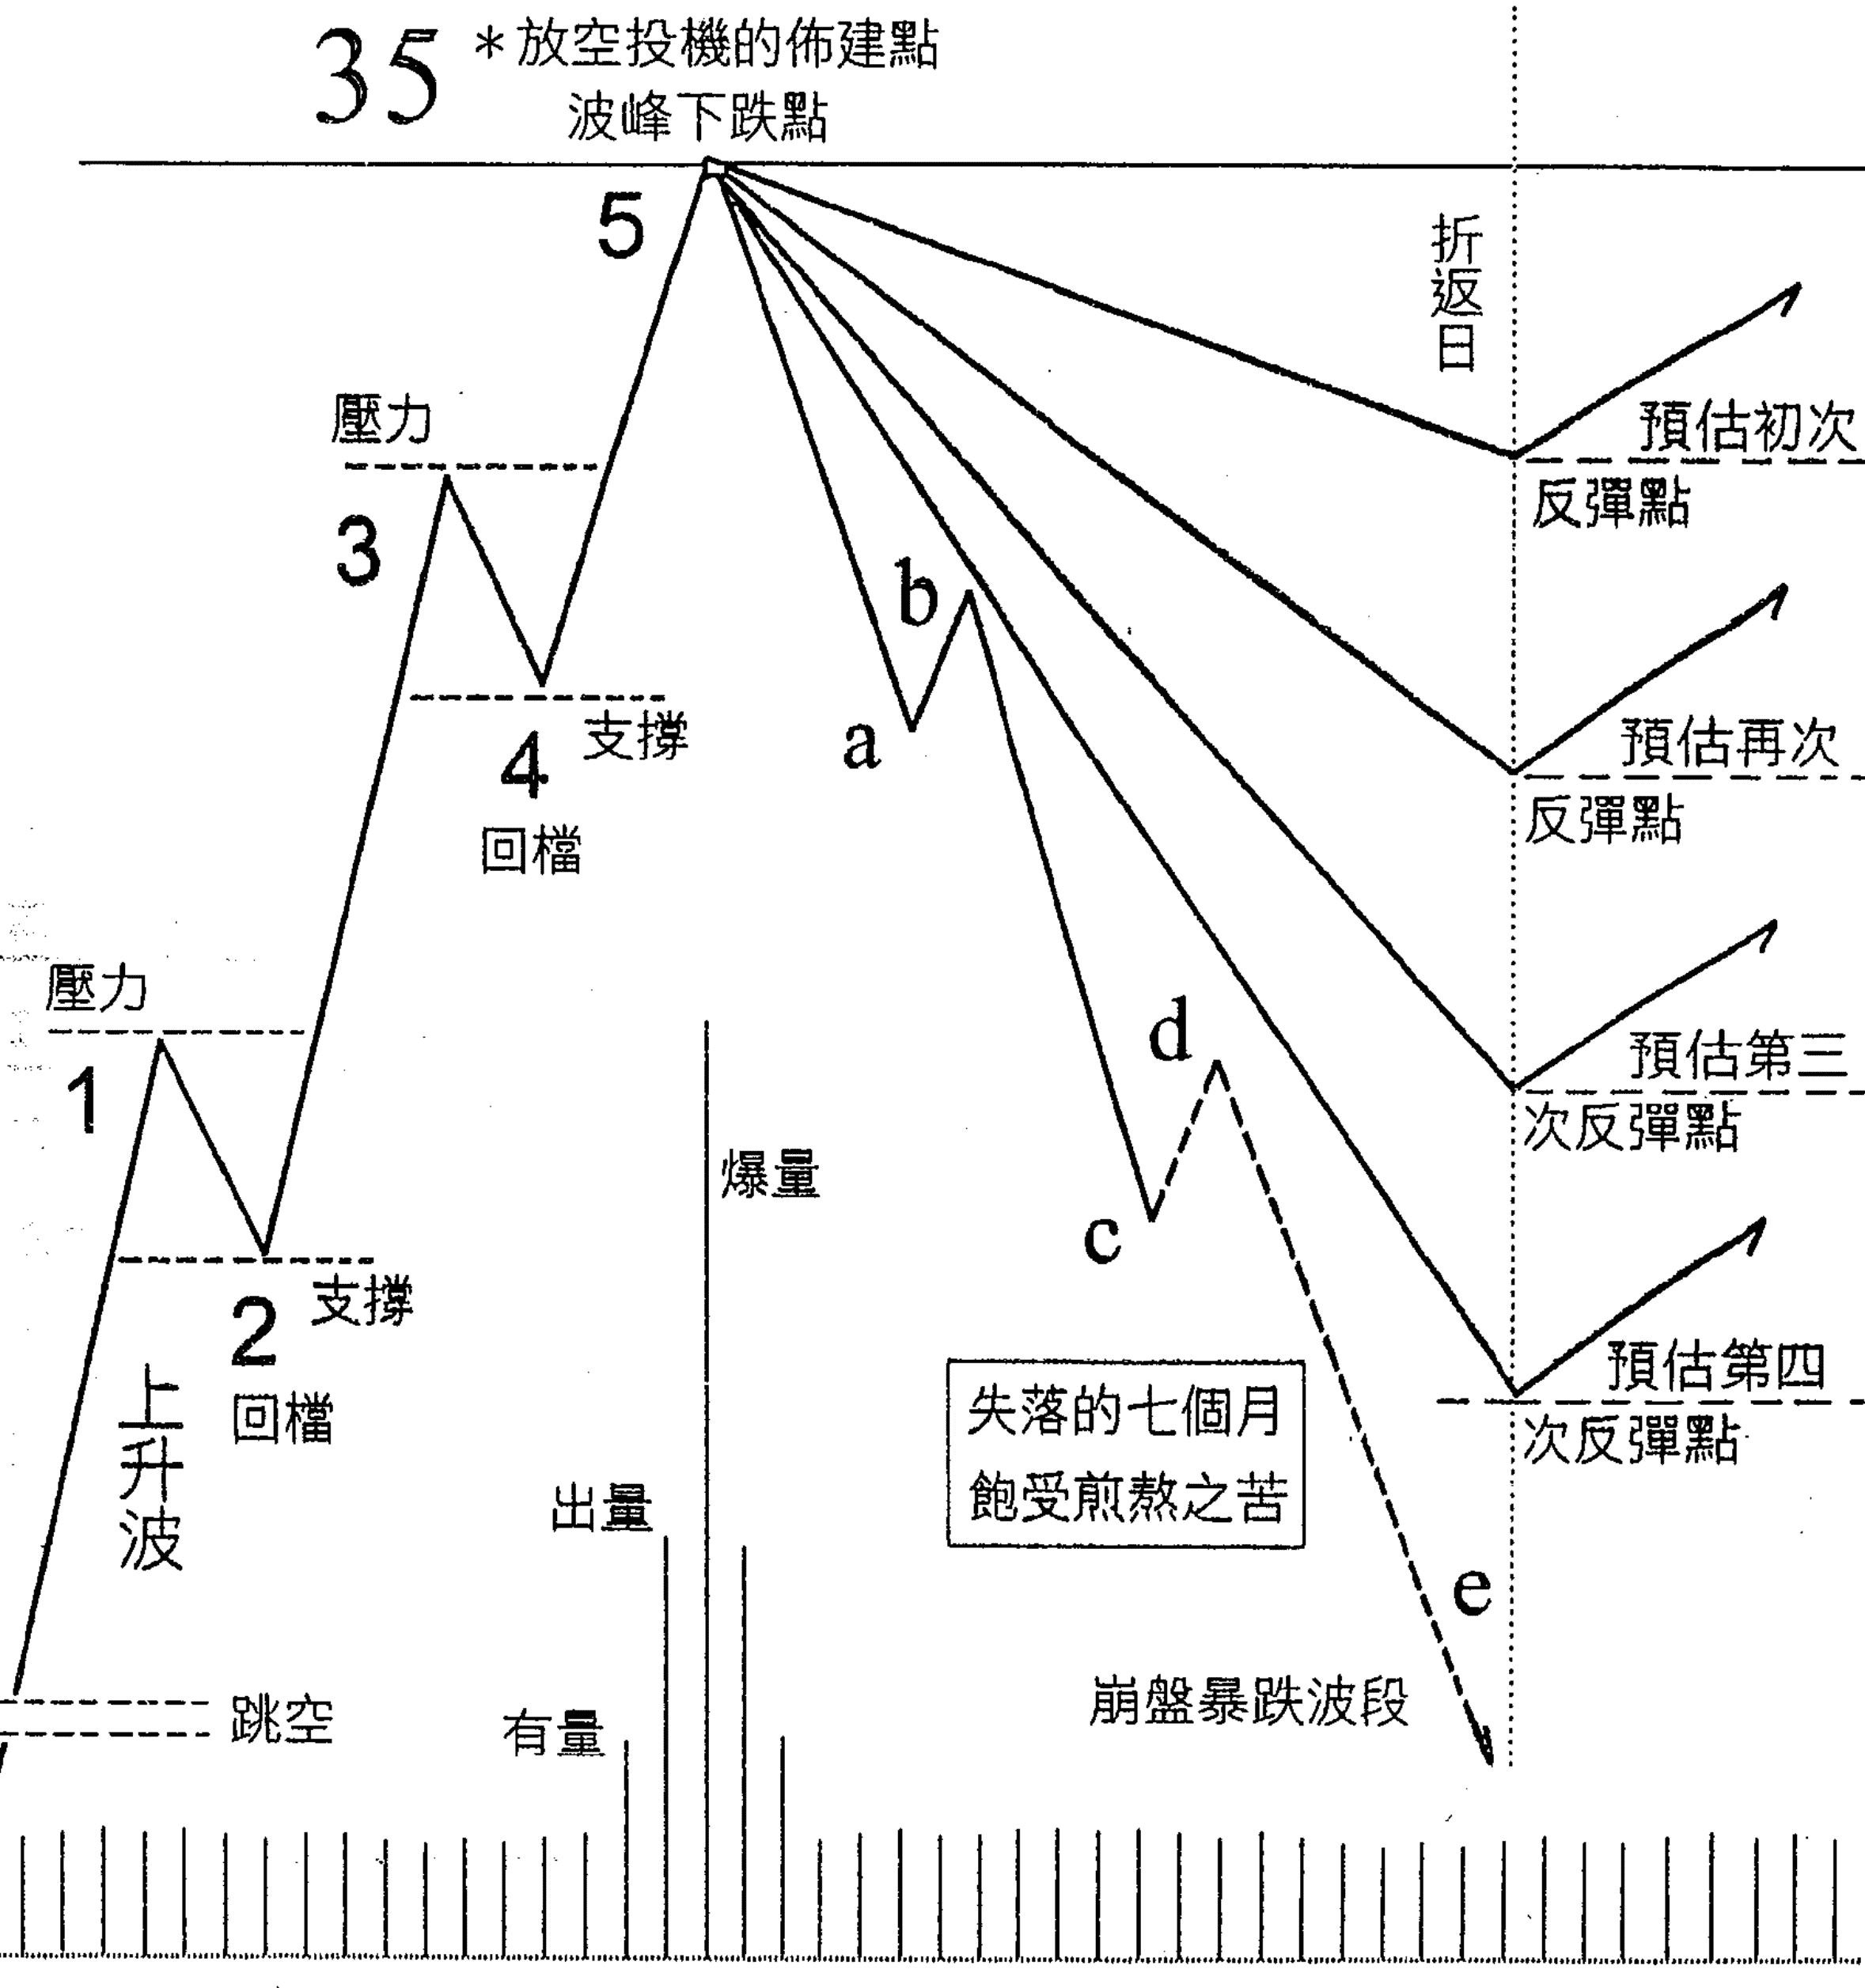 35
*放空投機的佈建點
波峰下跌點
5
折返日
壓力
3
預估初次
反彈點
b
a
4
支撐
回檔
預估再次
反彈點
壓力
1
d
預估第三
次反彈點
爆量
c
2
支撐
回檔
上升波
預估第四
次反彈點
失落的七個月
飽受煎熬之苦
出量
e
跳空
有量
崩盤暴跌波段